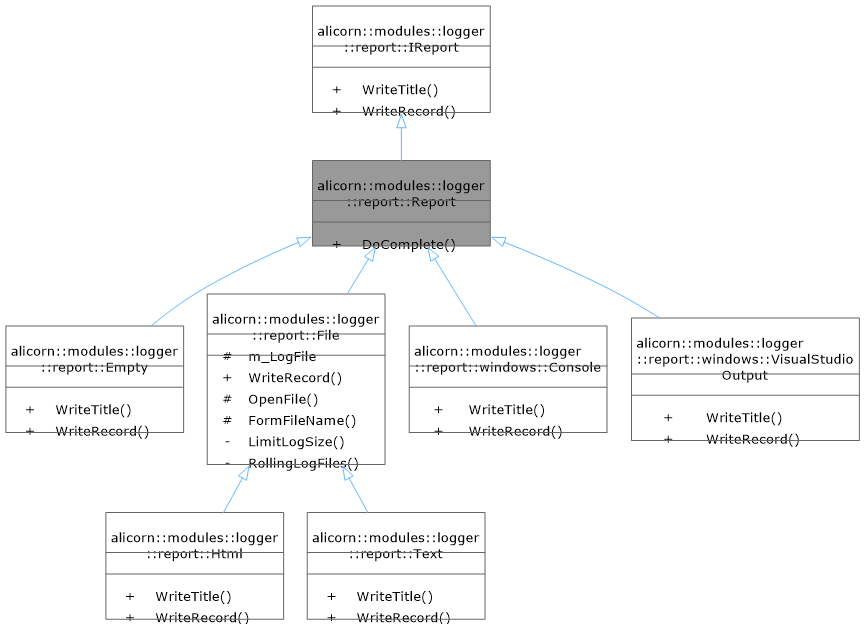 alicorn::modules::logger
::report::IReport
+ WriteTitle()
+ WriteRecord()
alicorn::modules::logger
::report::Report
+ DoComplete()
alicorn::modules::logger
::report::Empty
+ WriteTitle()
+ WriteRecord()
alicorn::modules::logger
::report::File
# m_LogFile
+ WriteRecord()
# OpenFile()
# FormFileName()
- LimitLogSize()
- RollingLogFiles()
alicorn::modules::logger
::report::windows::Console
+ WriteTitle()
+ WriteRecord()
alicorn::modules::logger
::report::windows::VisualStudio
Output
+ WriteTitle()
+ WriteRecord()
alicorn::modules::logger
::report::Html
+ WriteTitle()
+ WriteRecord()
alicorn::modules::logger
::report::Text
+ WriteTitle()
+ WriteRecord()